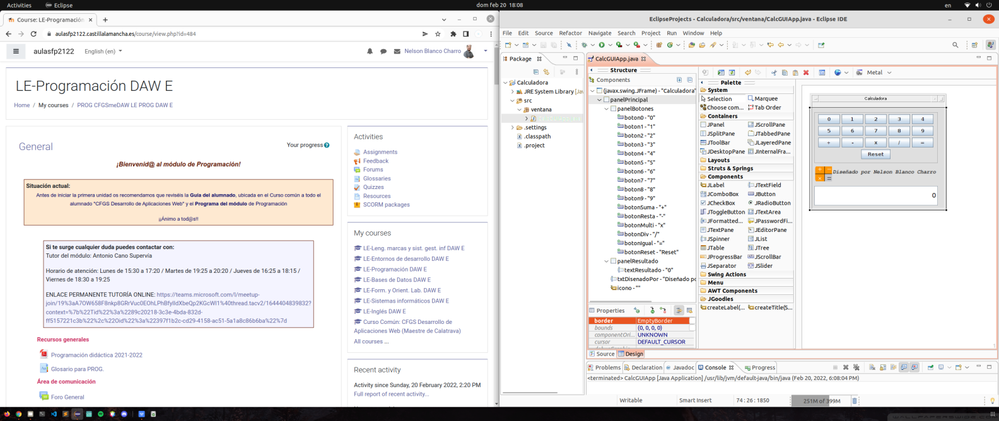 Activities Eclipse dom feb 20 18:08 en
Course: LE-Programación
aulasfp2122.castillalamancha.es/course/view.php?id=484
aulasfp2122 English (en) Nelson Blanco Charro
LE-Programación DAW E
Home / My courses / PROG CFGSmeDAW LE PROG DAW E
General
Your progress
¡Bienvenid@ al módulo de Programación!
Situación actual:
Antes de iniciar la primera unidad os recomendamos que reviséis la Guía del alumnado, ubicada en el Curso común a todo el
alumnado "CFGS Desarrollo de Aplicaciones Web" y el Programa del módulo de Programación
¡¡Ánimo a tod@s!!
Si te surge cualquier duda puedes contactar con:
Tutor del módulo: Antonio Cano Supervía
Horario de atención: Lunes de 15:30 a 17:20 / Martes de 19:25 a 20:20 / Jueves de 16:25 a 18:15 /
Viernes de 18:30 a 19:25
ENLACE PERMANENTE TUTORÍA ONLINE: https://teams.microsoft.com/l/meetup-
join/19%3aA7OW658F8nkp8GRrVuc0EOhLPhBfylIdXbeQp2KGcWI1%40thread.tacv2/1644404839832?
context=%7b%22Tid%22%3a%2289c20218-3c3e-4bda-832d-
ff5157221c3b%22%2c%22Oid%22%3a%22397f1b2c-cd29-4158-ac51-5a1a8c86b6ba%22%7d
Recursos generales
Programación didáctica 2021-2022
Glosario para PROG.
Área de comunicación
Foro General
Activities
Assignments
Feedback
Forums
Glossaries
Quizzes
Resources
SCORM packages
My courses
LE-Leng. marcas y sist. gest. inf DAW E
LE-Entornos de desarrollo DAW E
LE-Programación DAW E
LE-Bases de Datos DAW E
LE-Form. y Orient. Lab. DAW E
LE-Sistemas informáticos DAW E
LE-Inglés DAW E
Curso Común: CFGS Desarrollo de
Aplicaciones Web (Maestre de Calatrava)
All courses ...
Recent activity
Activity since Sunday, 20 February 2022, 2:20 PM
Full report of recent activity...
EclipseProjects - Calculadora/src/ventana/CalcGUIApp.java - Eclipse IDE
File Edit Source Refactor Navigate Search Project Run Window Help
Package
Calculadora
JRE System Library [Jav
src
ventana
.settings
.classpath
.project
CalcGUIApp.java
Structure
Components
(javax.swing.JFrame) - "Calculadora"
panelPrincipal
panelBotones
boton0 - "0"
boton1 - "1"
boton2 - "2"
boton3 - "3"
boton4 - "4"
boton5 - "5"
boton6 - "6"
boton7 - "7"
boton8 - "8"
boton9 - "9"
botonSuma - "+"
botonResta - "-"
botonMulti - "x"
botonDiv - "/"
botonIgual - "="
botonReset - "Reset"
panelResultado
textResultado - "0"
txtDisenadoPor - "Diseñado po
icono - ""
Properties
border EmptyBorder
bounds (0, 0, 0, 0)
componentOri... UNKNOWN
cursor DEFAULT_CURSOR
Source Design
Metal
Palette
System
Selection Marquee
Choose com... Tab Order
Containers
JPanel JScrollPane
JSplitPane JTabbedPane
JToolBar JLayeredPane
JDesktopPane JInternalFra...
Layouts
Struts & Springs
Components
JLabel JTextField
JComboBox JButton
JCheckBox JRadioButton
JToggleButton JTextArea
JFormatted... JPasswordFi...
JTextPane JEditorPane
JSpinner JList
JTable JTree
JProgressBar JScrollBar
JSeparator JSlider
Swing Actions
Menu
AWT Components
JGoodies
createLabel(... createTitle(S...
Calculadora
0 1 2 3 4
5 6 7 8 9
+ - x / =
Reset
Diseñado por Nelson Blanco Charro
0
Problems Declaration Javadoc Console Progress
<terminated> CalcGUIApp [Java Application] /usr/lib/jvm/default-java/bin/java (Feb 20, 2022, 6:08:04 PM)
Writable Smart Insert 74 : 26 : 1850 251M of 399M